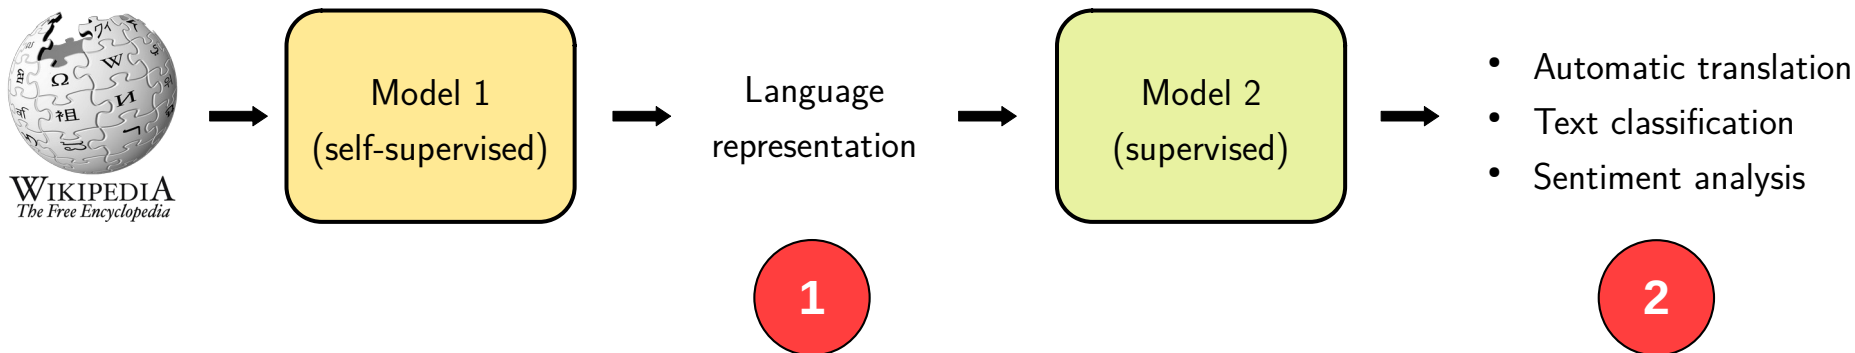 Ω
W
祖
И
WIKIPEDIA
The Free Encyclopedia
Model 1
(self-supervised)
Language
representation
Model 2
(supervised)
• Automatic translation
• Text classification
• Sentiment analysis
1
2